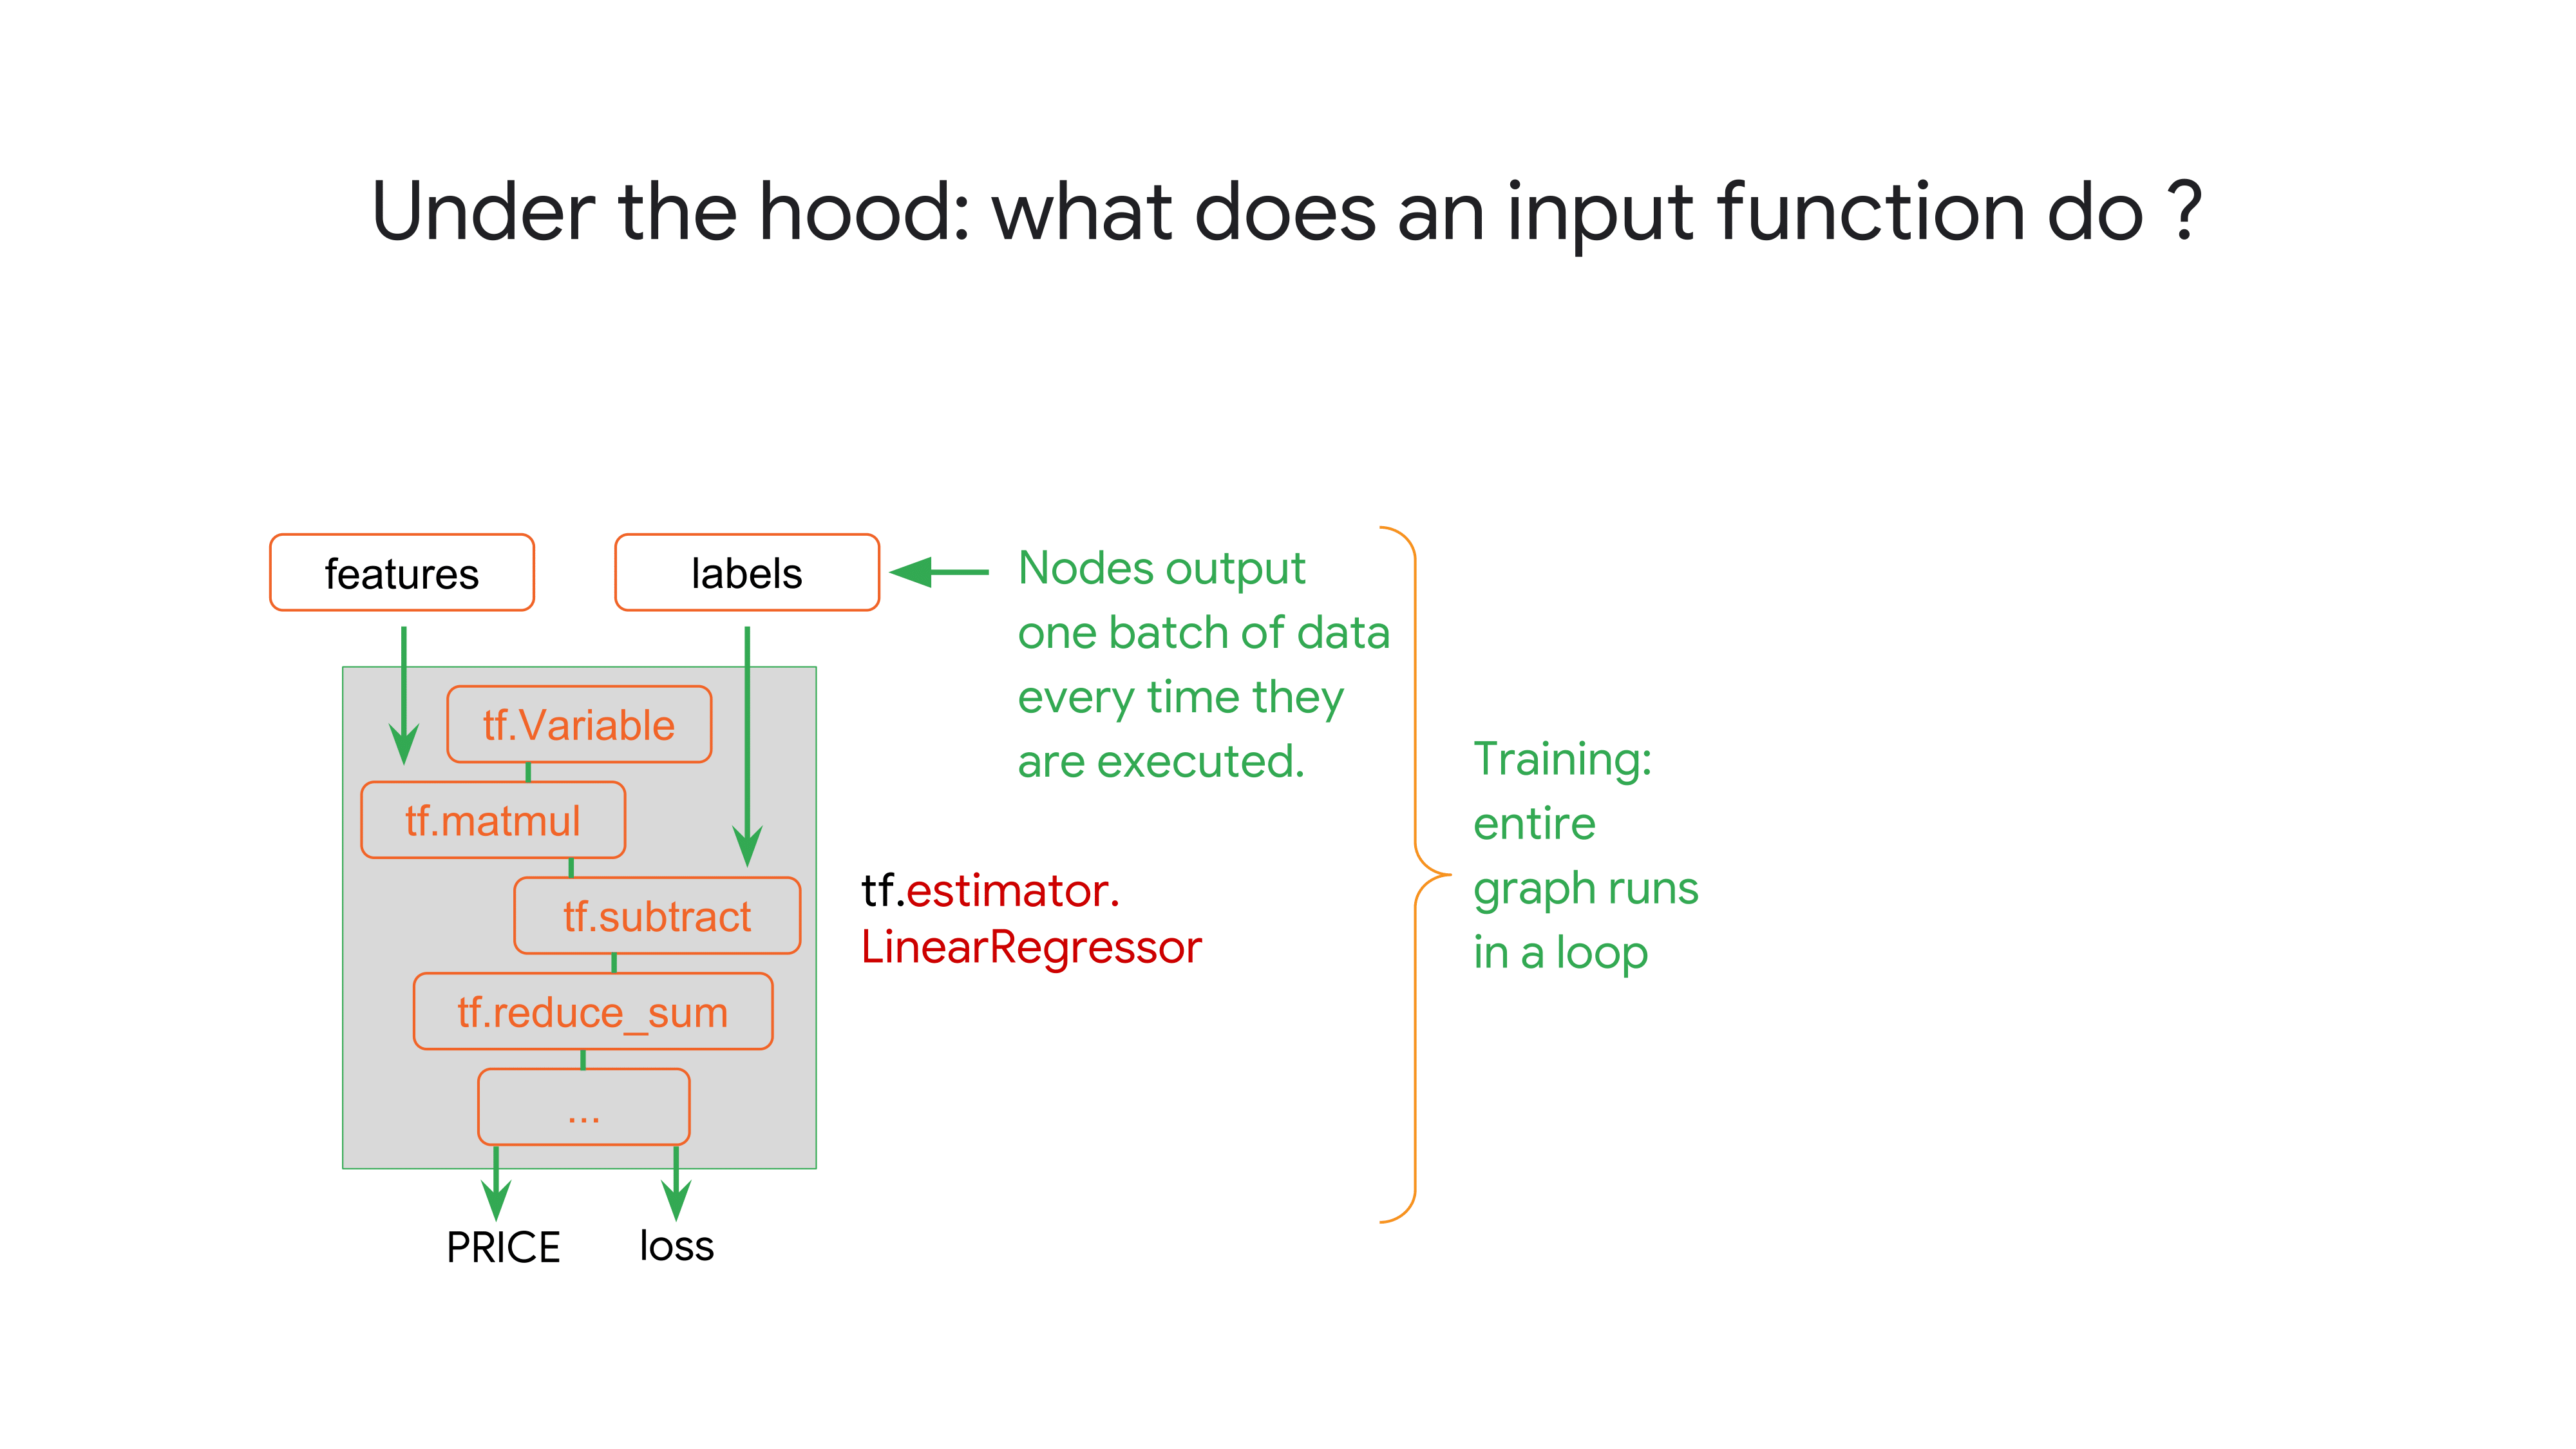 Under the hood: what does an input function do ?
features
labels
Nodes output
one batch of data
every time they
are executed.
tf.Variable
tf.matmul
tf.subtract
tf.reduce_sum
...
tf.estimator.
LinearRegressor
Training:
entire
graph runs
in a loop
PRICE
loss